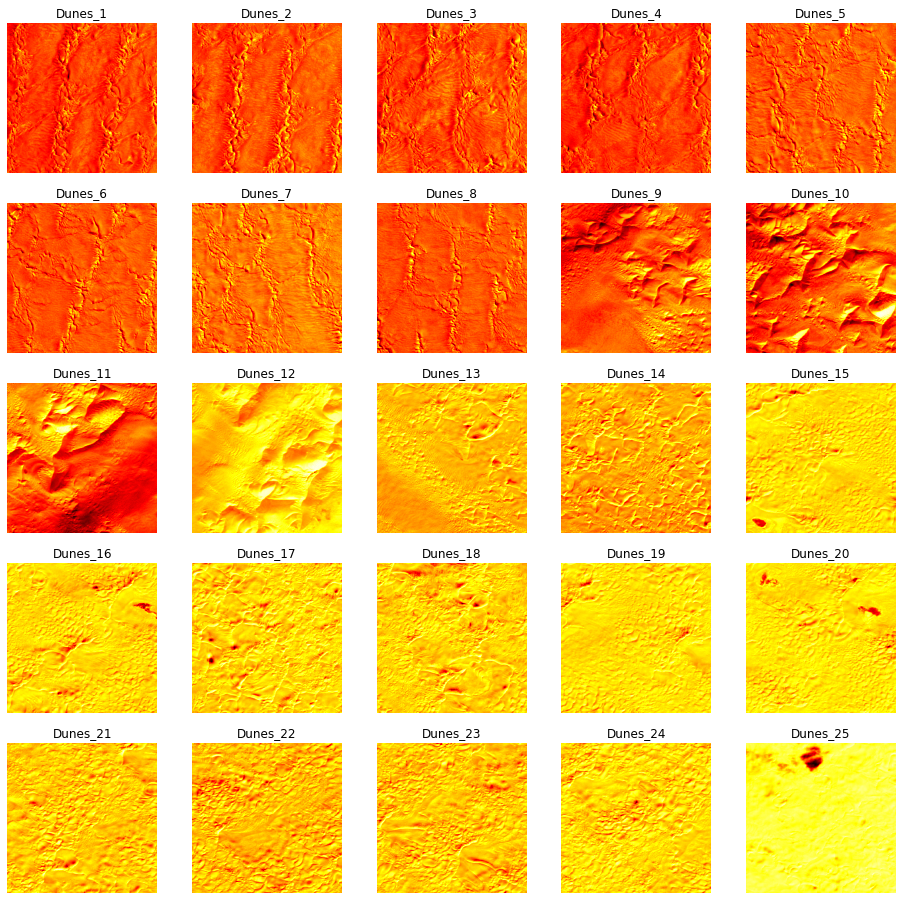 Dunes_1 Dunes_2 Dunes_3 Dunes_4 Dunes_5
Dunes_6 Dunes_7 Dunes_8 Dunes_9 Dunes_10
Dunes_11 Dunes_12 Dunes_13 Dunes_14 Dunes_15
Dunes_16 Dunes_17 Dunes_18 Dunes_19 Dunes_20
Dunes_21 Dunes_22 Dunes_23 Dunes_24 Dunes_25